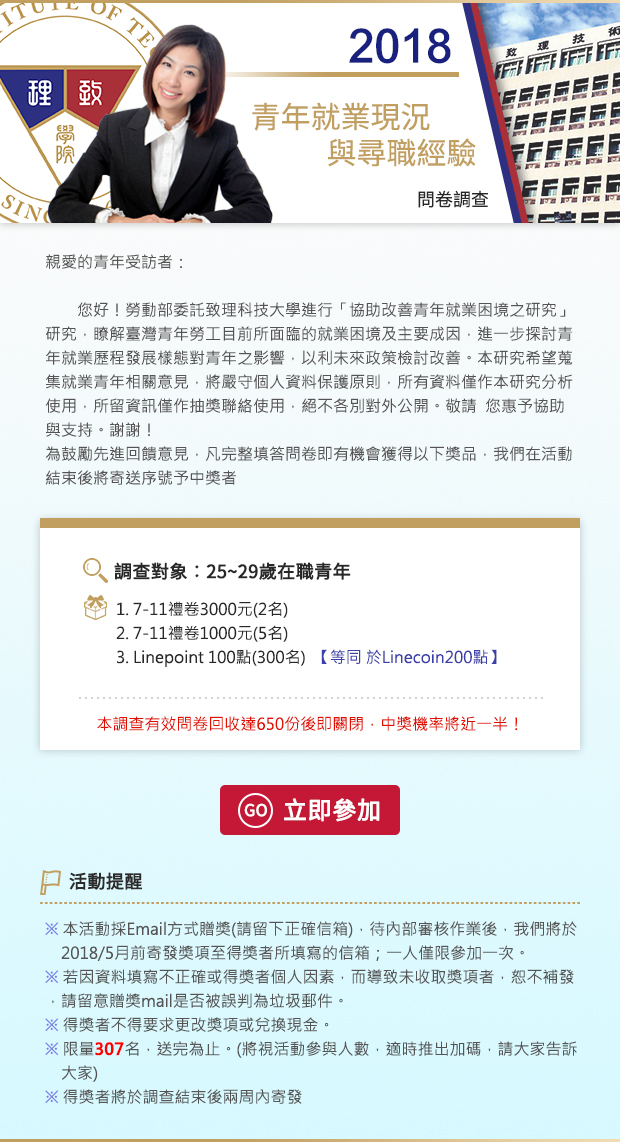 TITUTE OF TE
SING
理 致
學院
致 理 技 術
2018
青年就業現況
與尋職經驗
問卷調查
親愛的青年受訪者：
您好！勞動部委託致理科技大學進行「協助改善青年就業困境之研究」
研究，瞭解臺灣青年勞工目前所面臨的就業困境及主要成因，進一步探討青
年就業歷程發展樣態對青年之影響，以利未來政策檢討改善。本研究希望蒐
集就業青年相關意見，將嚴守個人資料保護原則，所有資料僅作本研究分析
使用，所留資訊僅作抽獎聯絡使用，絕不各別對外公開。敬請 您惠予協助
與支持。謝謝！
為鼓勵先進回饋意見，凡完整填答問卷即有機會獲得以下獎品，我們在活動
結束後將寄送序號予中獎者
調查對象：25~29歲在職青年
1. 7-11禮卷3000元(2名)
2. 7-11禮卷1000元(5名)
3. Linepoint 100點(300名) 【等同 於Linecoin200點】
本調查有效問卷回收達650份後即關閉，中獎機率將近一半！
GO 立即參加
活動提醒
※ 本活動採Email方式贈獎(請留下正確信箱)，待內部審核作業後，我們將於
2018/5月前寄發獎項至得獎者所填寫的信箱；一人僅限參加一次。
※ 若因資料填寫不正確或得獎者個人因素，而導致未收取獎項者，恕不補發
，請留意贈獎mail是否被誤判為垃圾郵件。
※ 得獎者不得要求更改獎項或兌換現金。
※ 限量307名，送完為止。(將視活動參與人數，適時推出加碼，請大家告訴
大家)
※ 得獎者將於調查結束後兩周內寄發